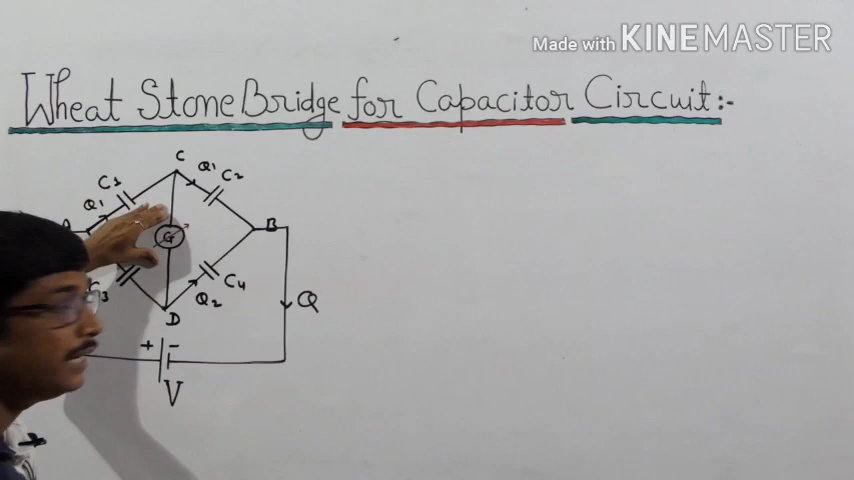 Made with KINEMASTER
Wheat Stone Bridge for Capacitor Circuit:-
C
Q1 C2
C1
Q1
G
B
C4
Q2
Q
D
+ -
V